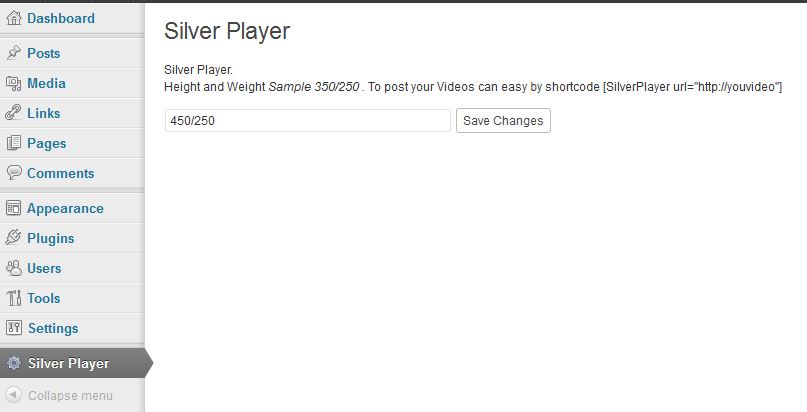 Dashboard
Posts
Media
Links
Pages
Comments
Appearance
Plugins
Users
Tools
Settings
Silver Player
Collapse menu
Silver Player
Silver Player.
Height and Weight Sample 350/250 . To post your Videos can easy by shortcode [SilverPlayer url="http://youvideo"]
450/250 Save Changes